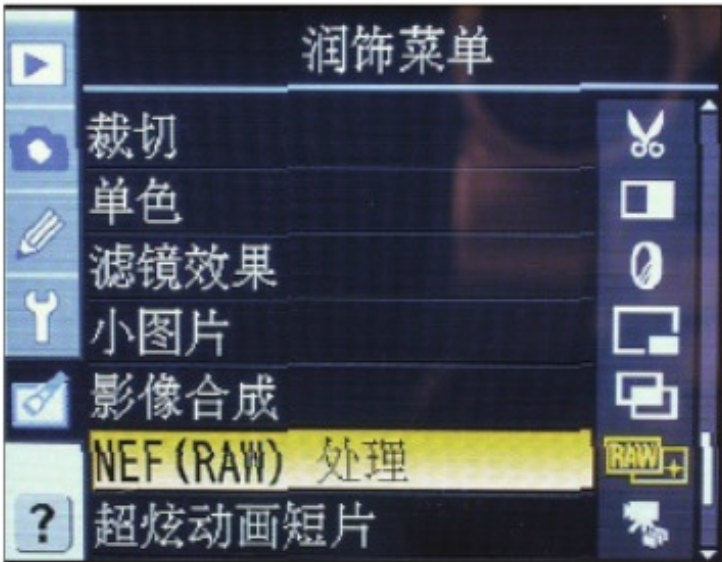 润饰菜单
裁切
单色
滤镜效果
小图片
影像合成
NEF(RAW) 处理 RAW
超炫动画短片
?